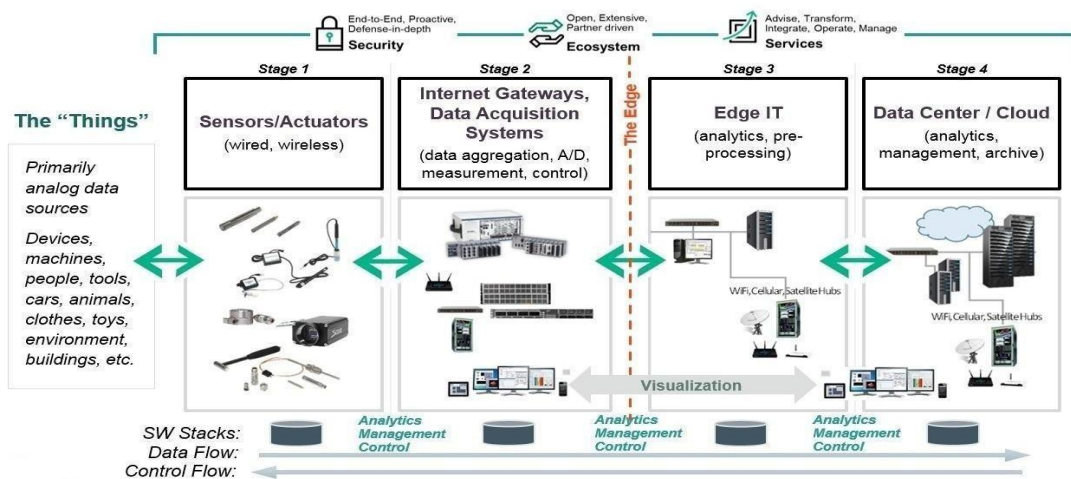 End-to-End, Proactive,
Defense-in-depth
Security
Open, Extensive,
Partner driven
Ecosystem
Advise, Transform,
Integrate, Operate, Manage
Services
Stage 1
Stage 2
Stage 3
Stage 4
The “Things”
Primarily
analog data
sources
Devices,
machines,
people, tools,
cars, animals,
clothes, toys,
environment,
buildings, etc.
Sensors/Actuators
(wired, wireless)
Internet Gateways,
Data Acquisition
Systems
(data aggregation, A/D,
measurement, control)
The Edge
Edge IT
(analytics, pre-
processing)
Data Center / Cloud
(analytics,
management, archive)
WiFi, Cellular, Satellite Hubs
WiFi, Cellular, Satellite Hubs
Visualization
Analytics
Management
Control
Analytics
Management
Control
Analytics
Management
Control
SW Stacks:
Data Flow:
Control Flow: